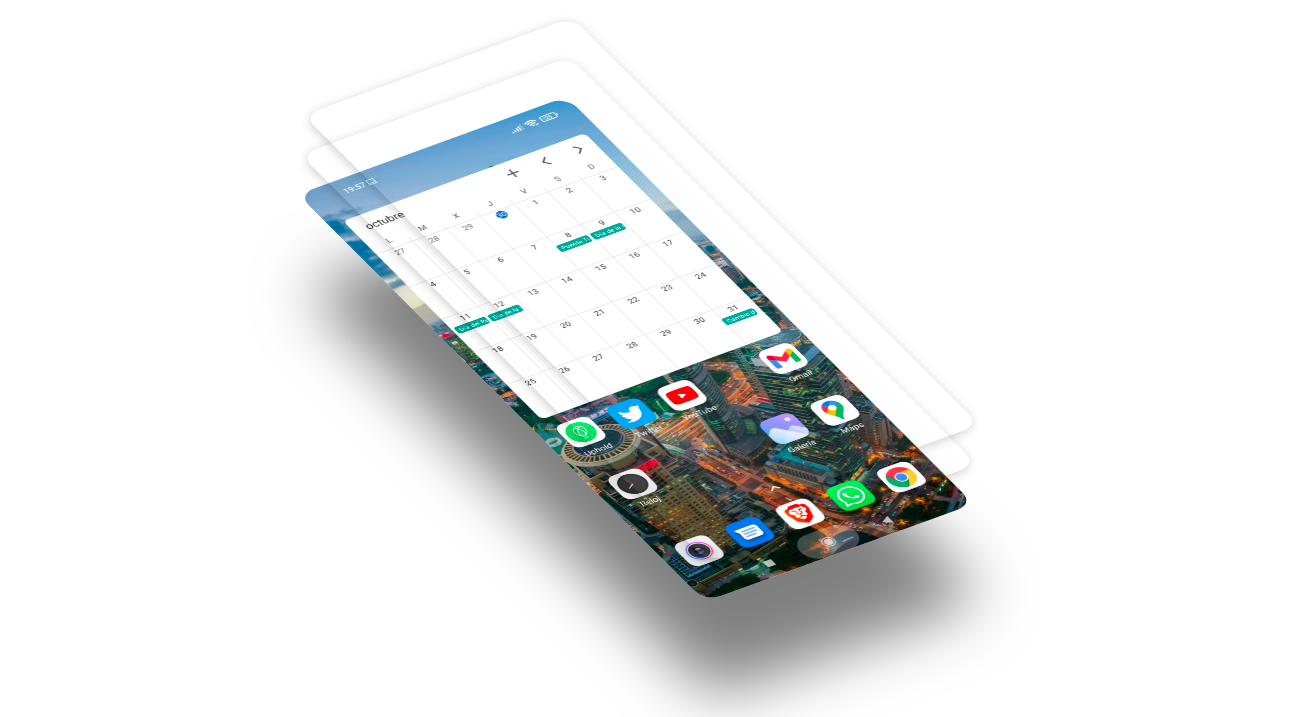 19:57
octubre
L M X J V S D
27 28 29 30 1 2 3
4 5 6 7 8 9 10
Puente Día de la
11 12 13 14 15 16 17
Día del Día de la
18 19 20 21 22 23 24
25 26 27 28 29 30 31
Cambio d
Uphold Twitter YouTube Gmail
Reloj Galería Maps